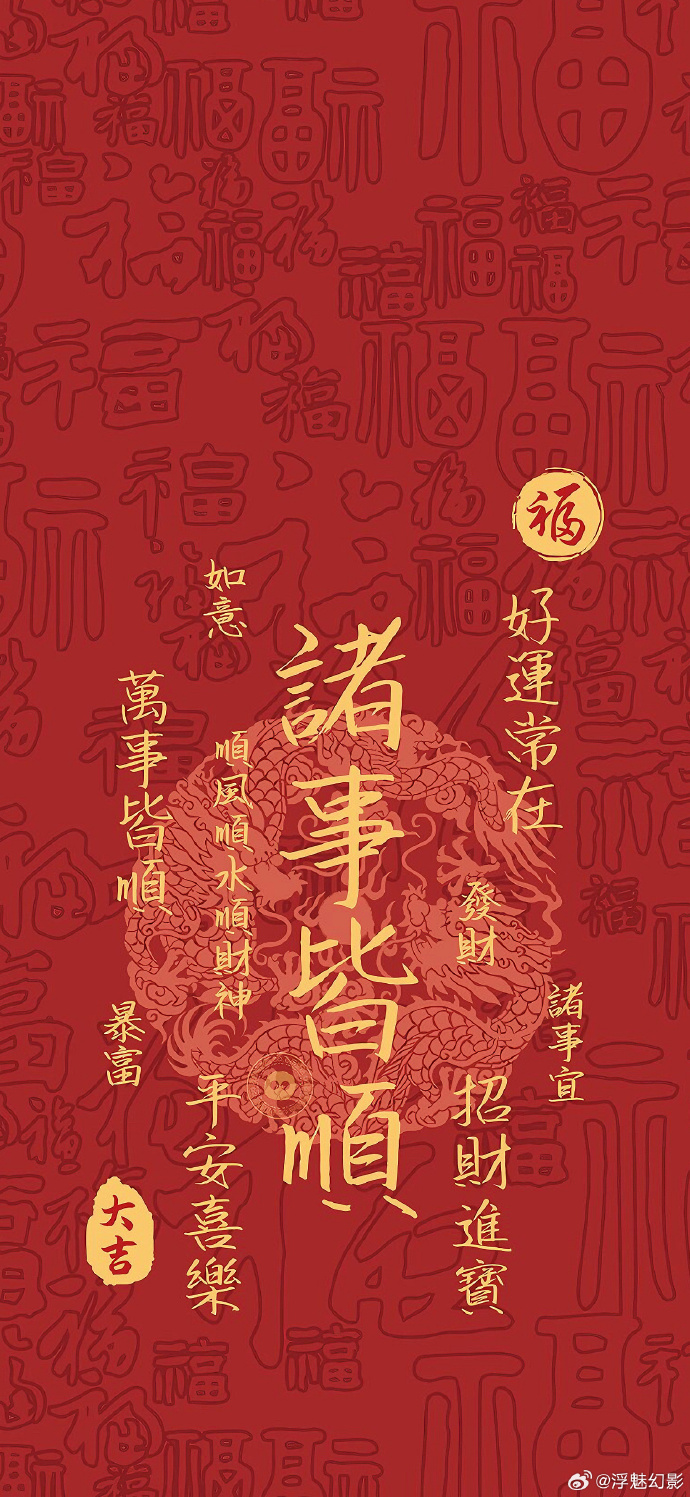 福
好運常在
諸事宜
發財
招財進寶
諸事皆順
如意
順風順水順財神
平安喜樂
萬事皆順
暴富
大吉
@浮魅幻影